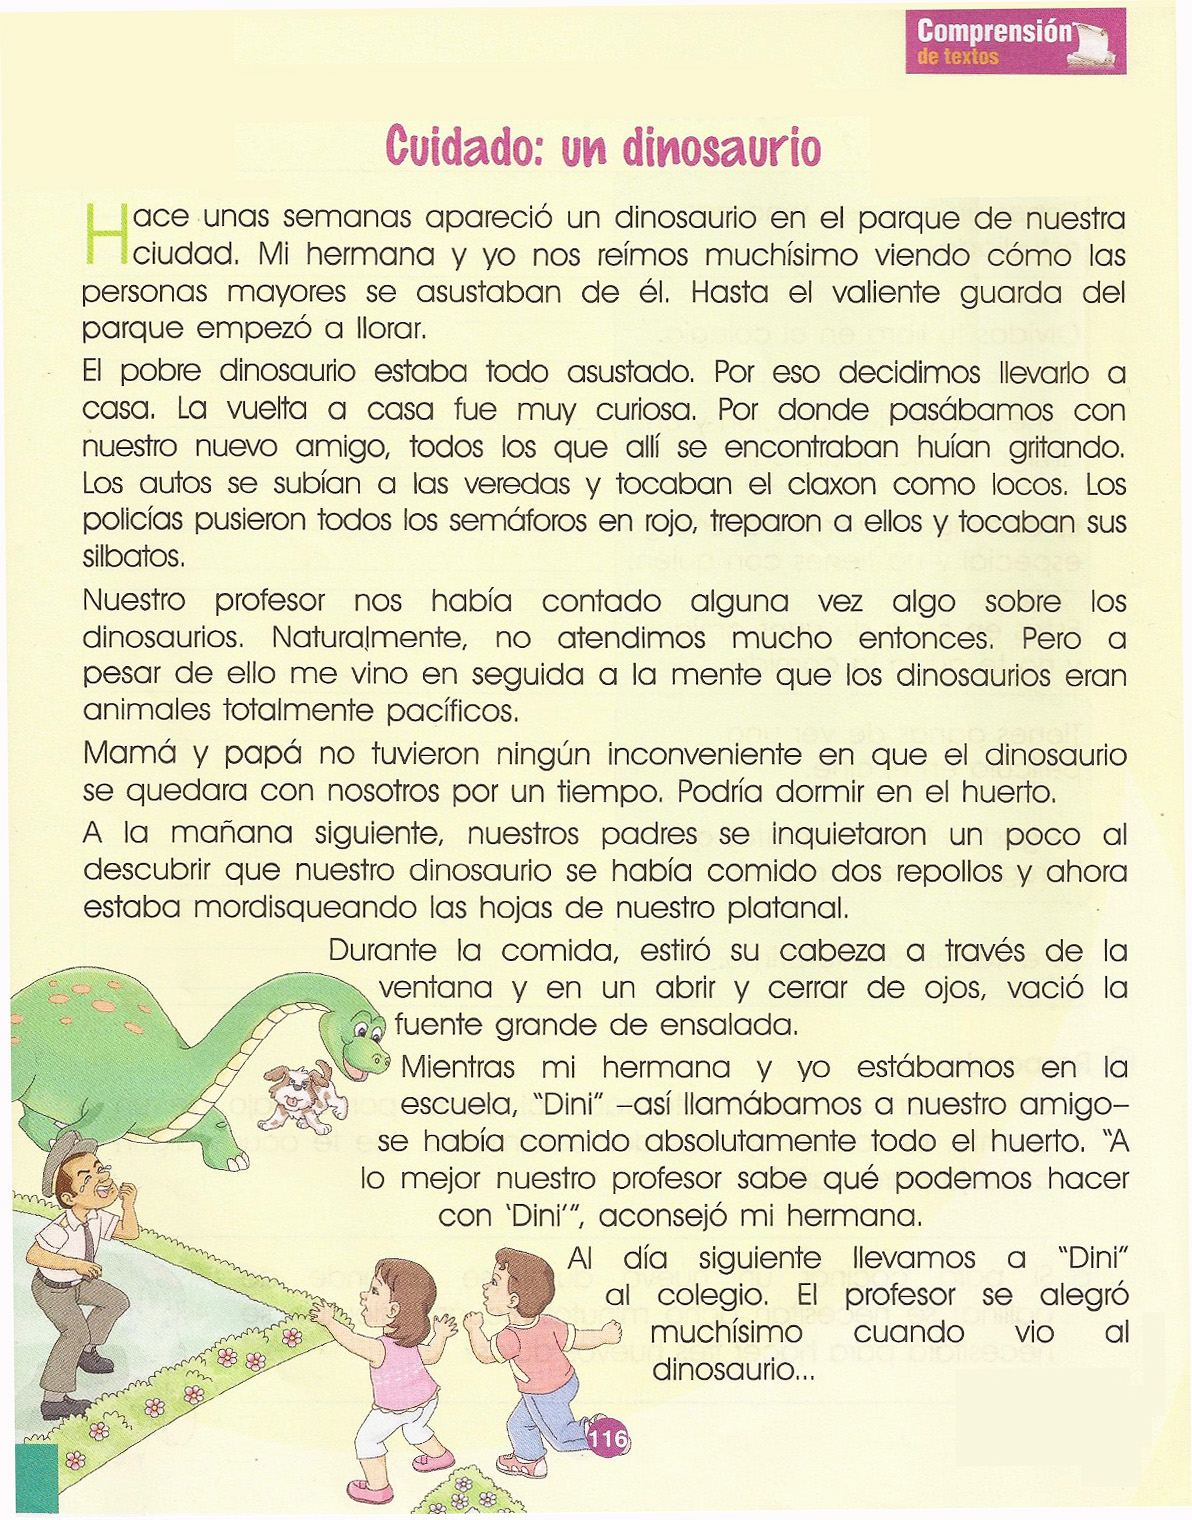 Comprensión
de textos
Cuidado: un dinosaurio
Hace unas semanas apareció un dinosaurio en el parque de nuestra
ciudad. Mi hermana y yo nos reímos muchísimo viendo cómo las
personas mayores se asustaban de él. Hasta el valiente guarda del
parque empezó a llorar.
El pobre dinosaurio estaba todo asustado. Por eso decidimos llevarlo a
casa. La vuelta a casa fue muy curiosa. Por donde pasábamos con
nuestro nuevo amigo, todos los que allí se encontraban huían gritando.
Los autos se subían a las veredas y tocaban el claxon como locos. Los
policías pusieron todos los semáforos en rojo, treparon a ellos y tocaban sus
silbatos.
Nuestro profesor nos había contado alguna vez algo sobre los
dinosaurios. Naturalmente, no atendimos mucho entonces. Pero a
pesar de ello me vino en seguida a la mente que los dinosaurios eran
animales totalmente pacíficos.
Mamá y papá no tuvieron ningún inconveniente en que el dinosaurio
se quedara con nosotros por un tiempo. Podría dormir en el huerto.
A la mañana siguiente, nuestros padres se inquietaron un poco al
descubrir que nuestro dinosaurio se había comido dos repollos y ahora
estaba mordisqueando las hojas de nuestro platanal.
Durante la comida, estiró su cabeza a través de la
ventana y en un abrir y cerrar de ojos, vació la
fuente grande de ensalada.
Mientras mi hermana y yo estábamos en la
escuela, “Dini” –así llamábamos a nuestro amigo–
se había comido absolutamente todo el huerto. “A
lo mejor nuestro profesor sabe qué podemos hacer
con ‘Dini’”, aconsejó mi hermana.
Al día siguiente llevamos a “Dini”
al colegio. El profesor se alegró
muchísimo cuando vio al
dinosaurio...
116